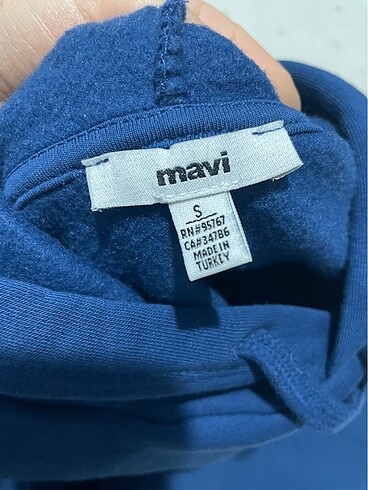 mavi
S
RN#95767
CA#34786
MADE IN
TURKEY